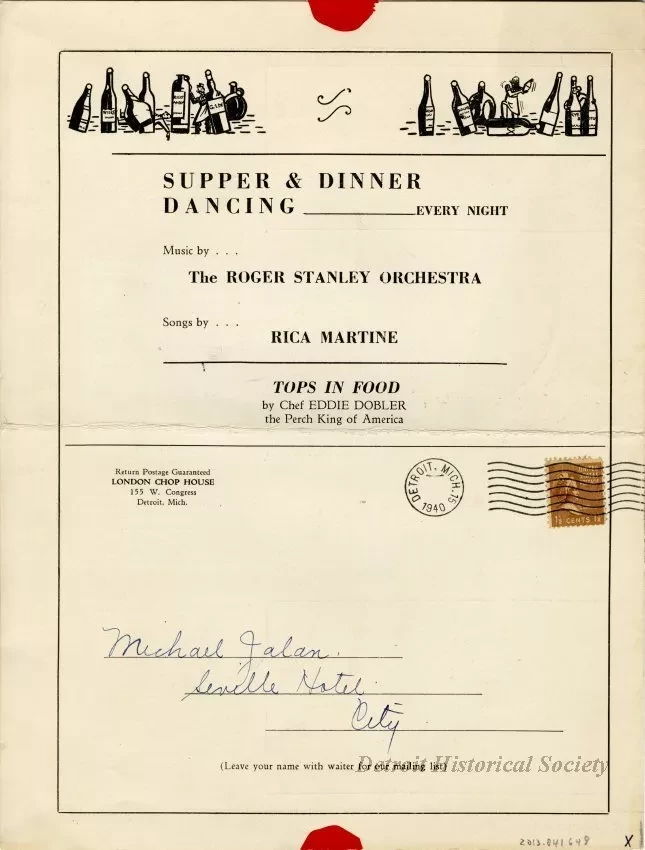 SUPPER & DINNER
DANCING EVERY NIGHT
Music by . . .
The ROGER STANLEY ORCHESTRA
Songs by . . .
RICA MARTINE
TOPS IN FOOD
by Chef EDDIE DOBLER
the Perch King of America
Return Postage Guaranteed
LONDON CHOP HOUSE
155 W. Congress
Detroit, Mich.
DETROIT, MICH. 15
1940
1½ CENTS
Michael Jalan.
Seville Hotel
City
(Leave your name with waiter for our mailing list)
Detroit Historical Society
2013.041.648
X